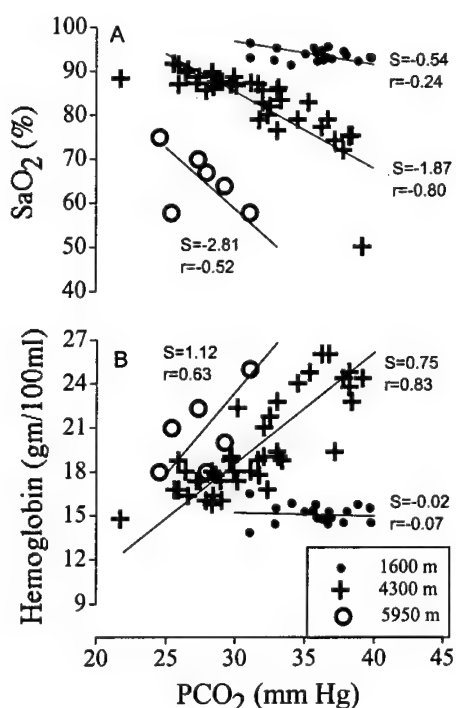 A
100
90
80
70
60
50
40
SaO2 (%)
S=-0.54
r=-0.24
S=-1.87
r=-0.80
S=-2.81
r=-0.52
B
27
24
21
18
15
12
9
Hemoglobin (gm/100ml)
S=1.12
r=0.63
S=0.75
r=0.83
S=-0.02
r=-0.07
1600 m
4300 m
5950 m
20 25 30 35 40 45
PCO2 (mm Hg)